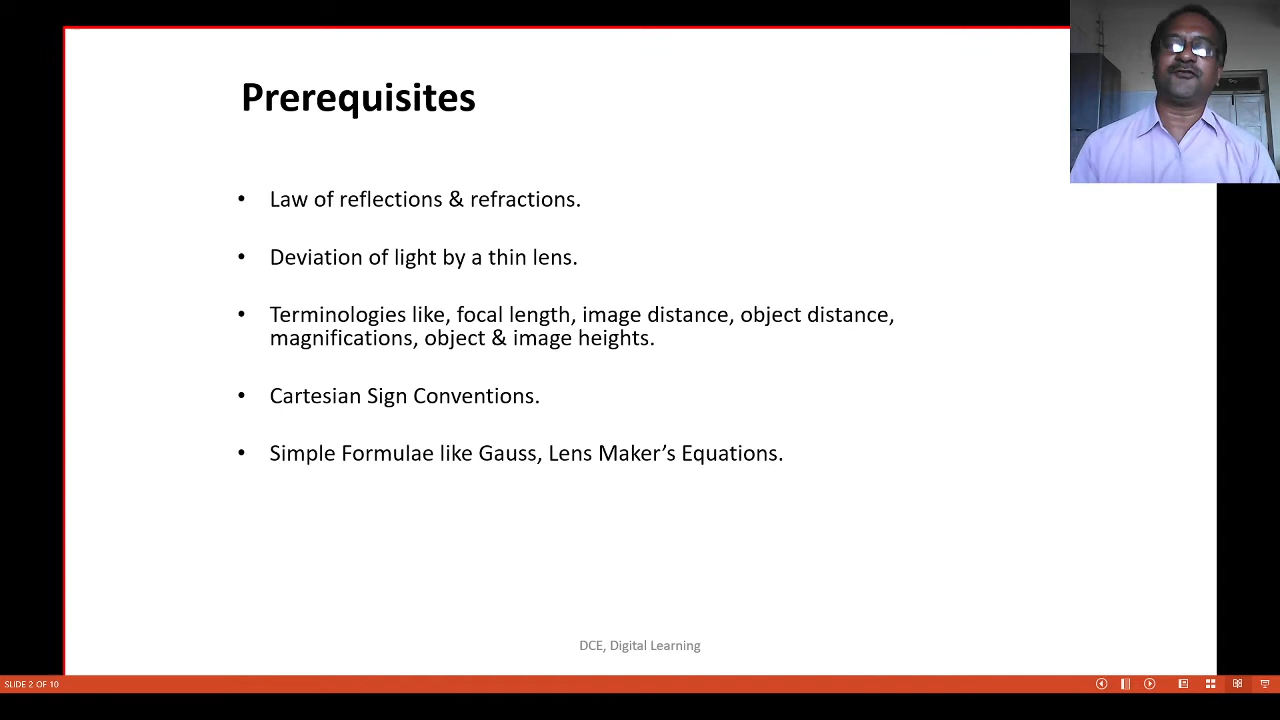 Prerequisites
• Law of reflections & refractions.
• Deviation of light by a thin lens.
• Terminologies like, focal length, image distance, object distance,
magnifications, object & image heights.
• Cartesian Sign Conventions.
• Simple Formulae like Gauss, Lens Maker’s Equations.
DCE, Digital Learning
SLIDE 2 OF 10